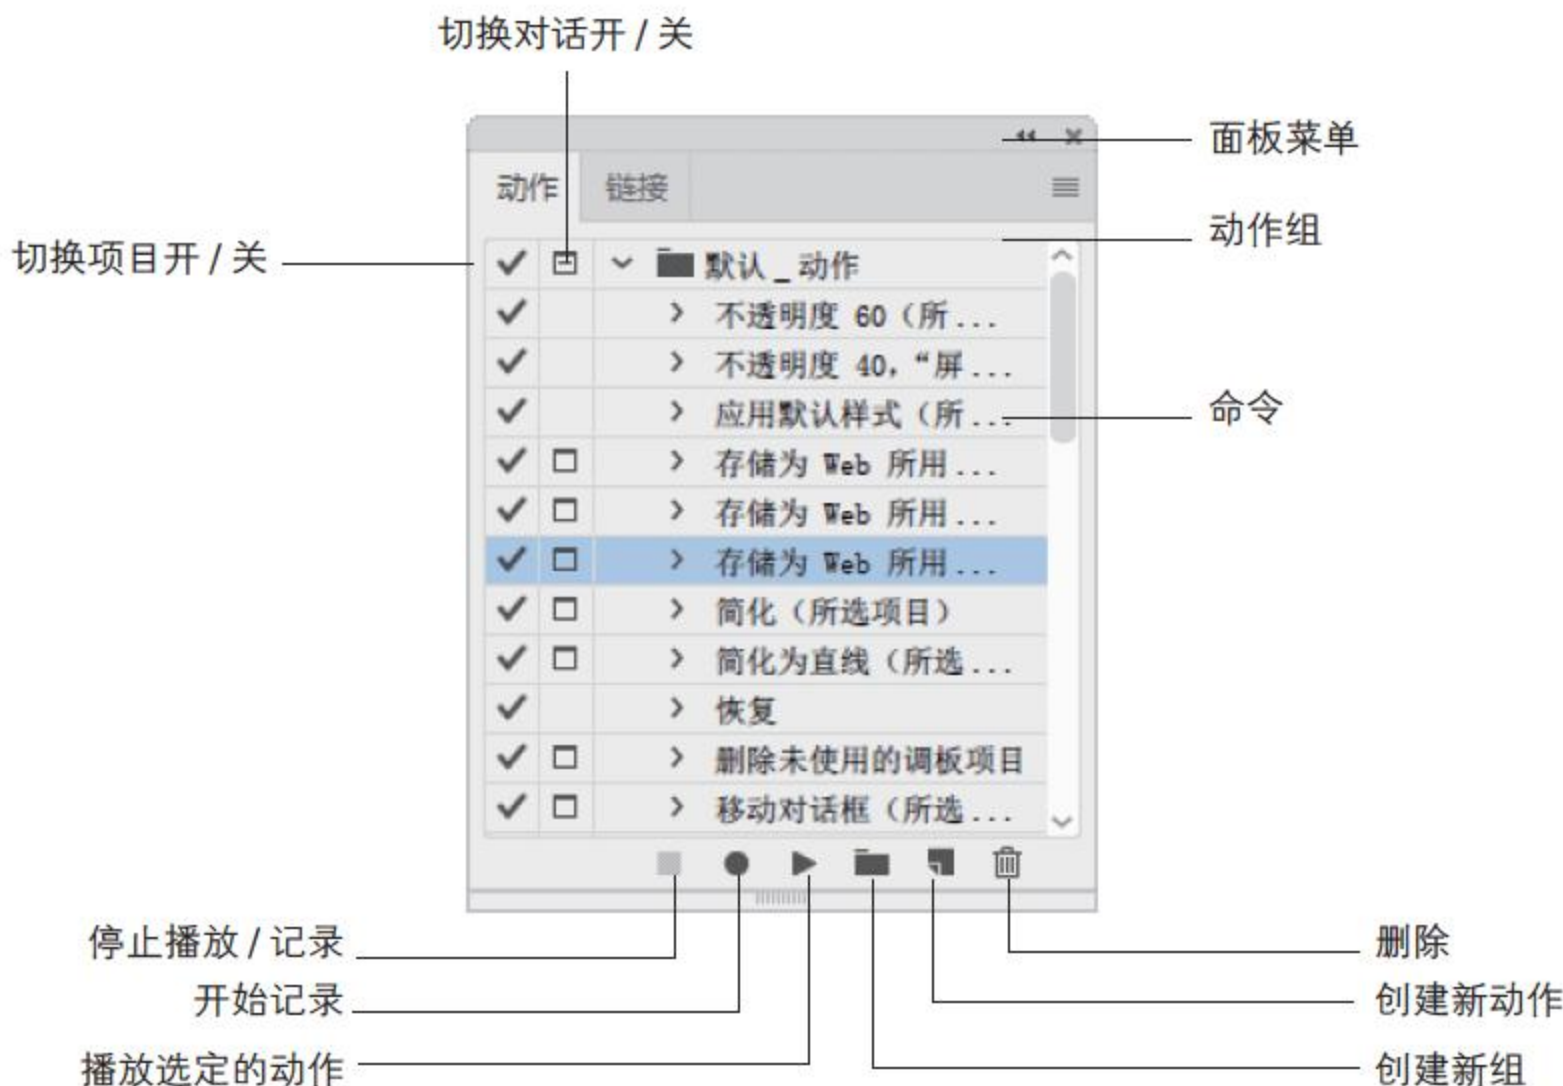 切换对话开 / 关
面板菜单
动作 链接
动作组
切换项目开 / 关
默认 _ 动作
不透明度 60（所...
不透明度 40，“屏...
应用默认样式（所...
命令
存储为 Web 所用...
存储为 Web 所用...
存储为 Web 所用...
简化（所选项目）
简化为直线（所选...
恢复
删除未使用的调板项目
移动对话框（所选...
停止播放 / 记录
删除
开始记录
创建新动作
播放选定的动作
创建新组